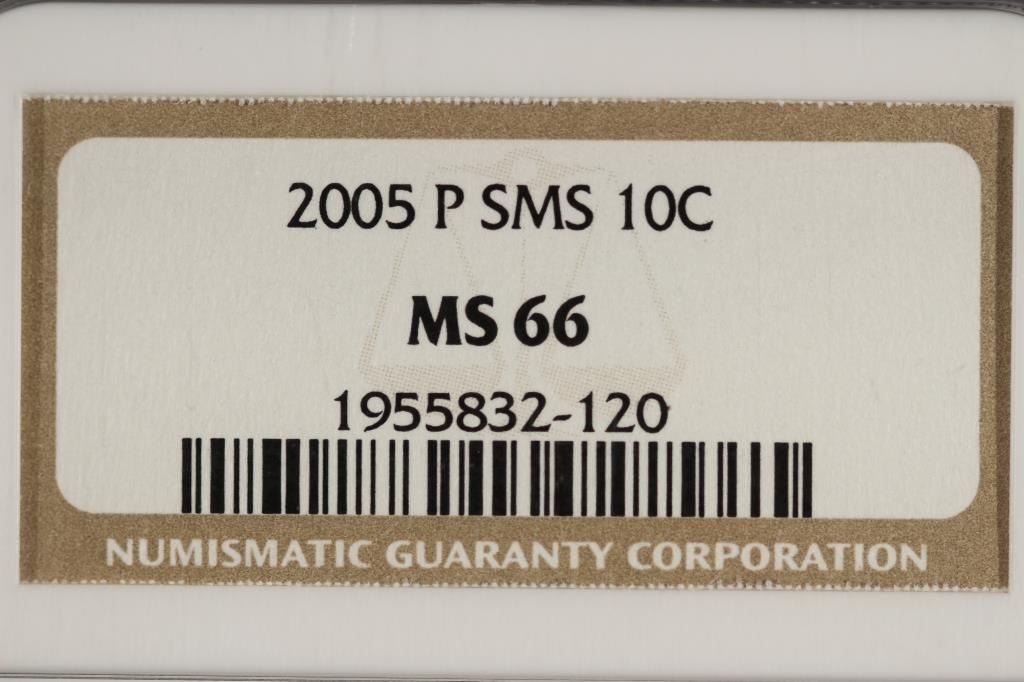 2005 P SMS 10C
MS 66
1955832-120
NUMISMATIC GUARANTY CORPORATION